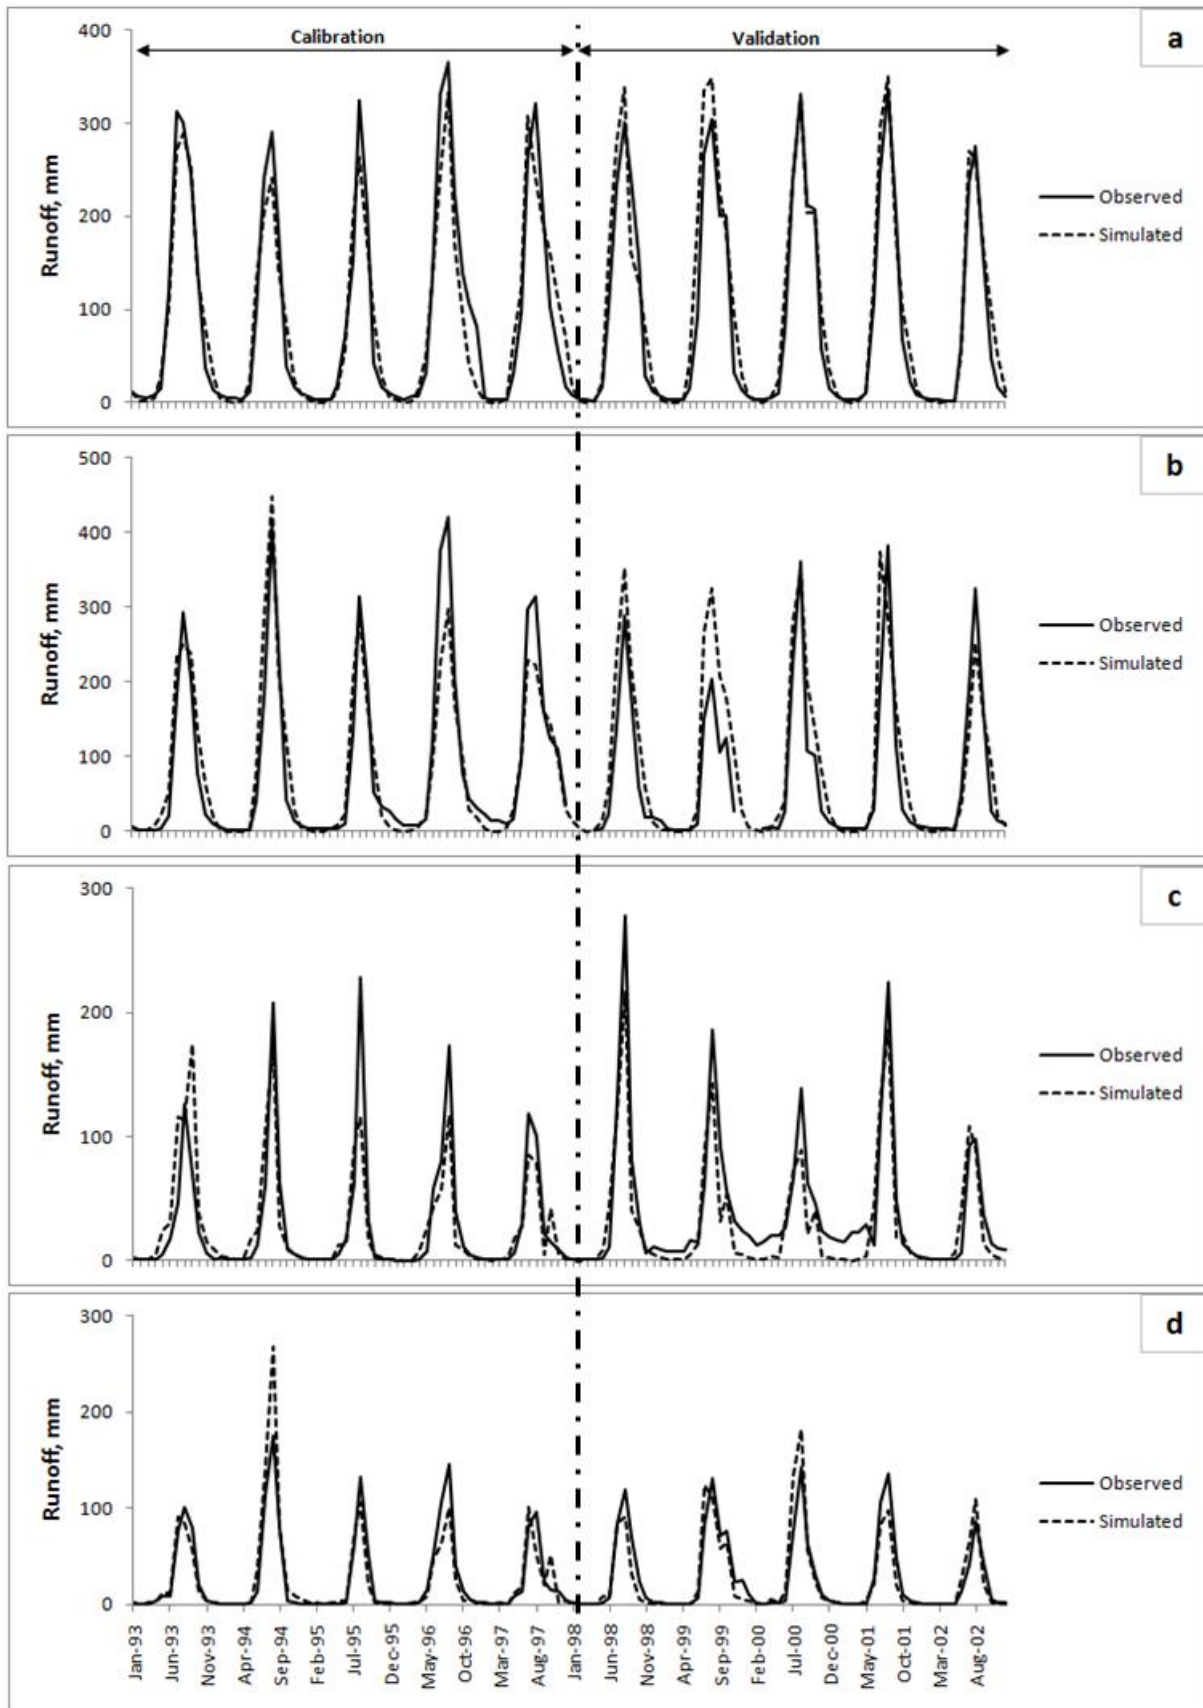 a
Calibration
Validation
400
300
200
100
0
Runoff, mm
Observed
Simulated
b
500
400
300
200
100
0
Runoff, mm
Observed
Simulated
c
300
200
100
0
Runoff, mm
Observed
Simulated
d
300
200
100
0
Runoff, mm
Observed
Simulated
Jan-93
Jun-93
Nov-93
Apr-94
Sep-94
Feb-95
Jul-95
Dec-95
May-96
Oct-96
Mar-97
Aug-97
Jan-98
Jun-98
Nov-98
Apr-99
Sep-99
Feb-00
Jul-00
Dec-00
May-01
Oct-01
Mar-02
Aug-02